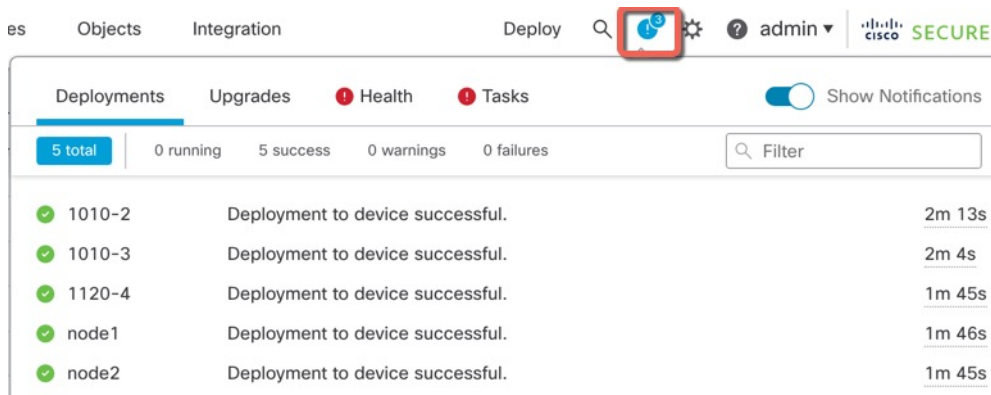 es Objects Integration Deploy 3 admin cisco SECURE
Deployments Upgrades Health Tasks Show Notifications
5 total 0 running 5 success 0 warnings 0 failures Filter
1010-2 Deployment to device successful. 2m 13s
1010-3 Deployment to device successful. 2m 4s
1120-4 Deployment to device successful. 1m 45s
node1 Deployment to device successful. 1m 46s
node2 Deployment to device successful. 1m 45s